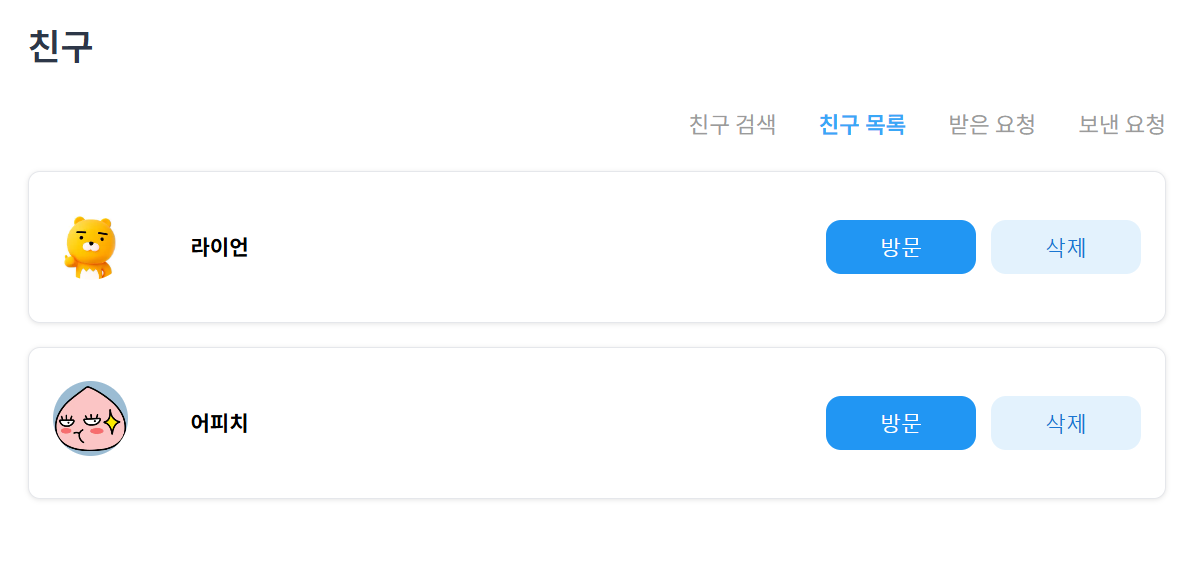 친구
친구 검색 친구 목록 받은 요청 보낸 요청
라이언 방문 삭제
어피치 방문 삭제